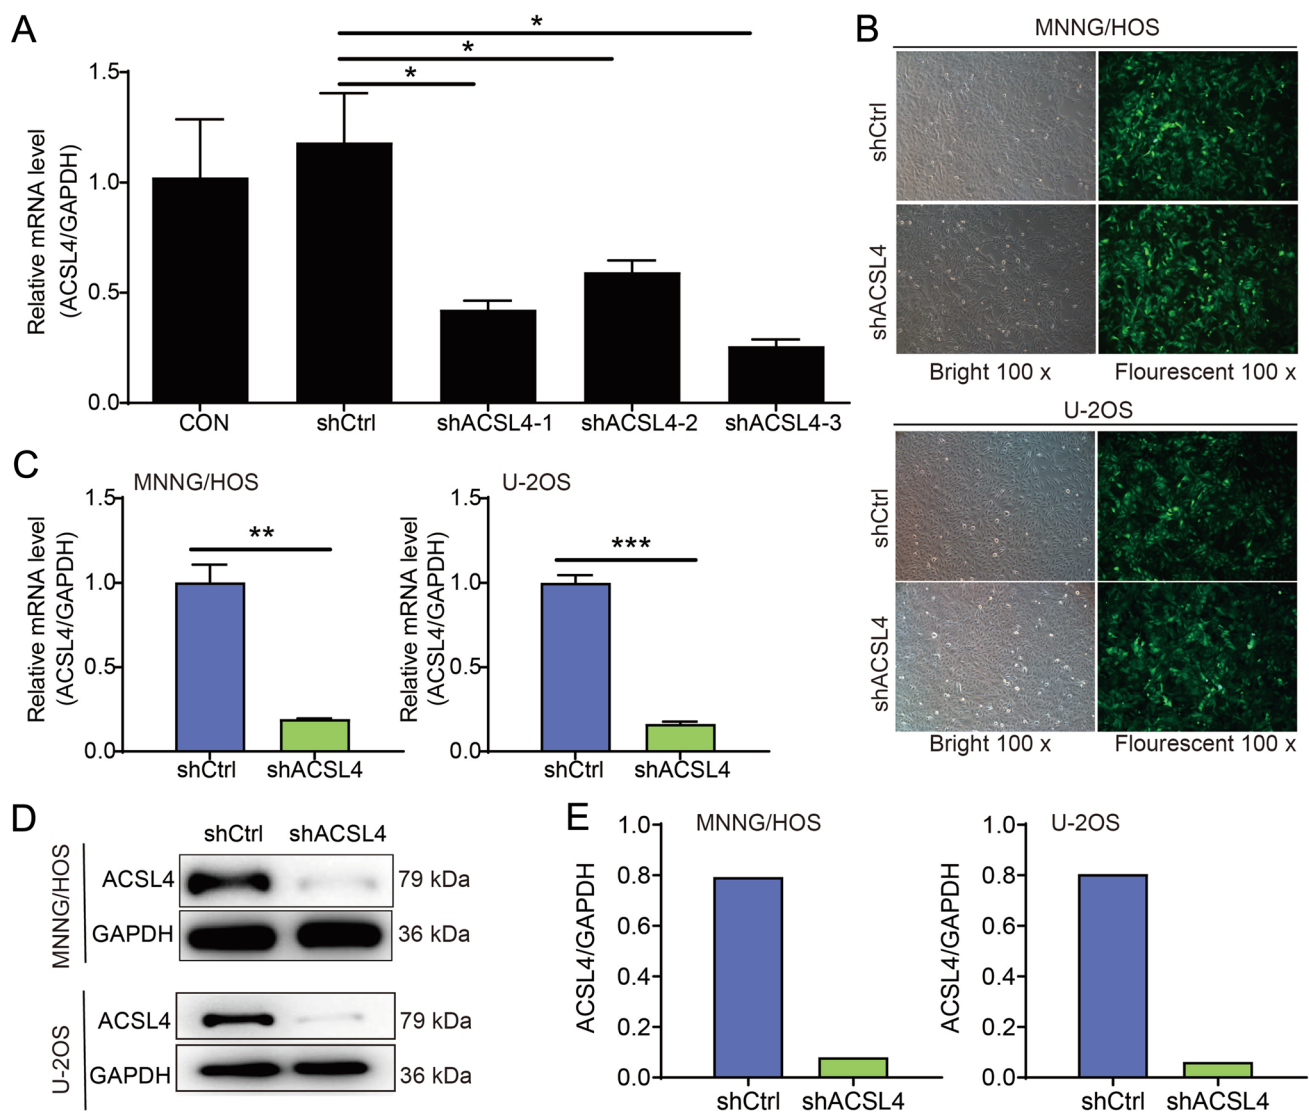 A
*
*
*
1.5
1.0
0.5
0.0
Relative mRNA level
(ACSL4/GAPDH)
CON shCtrl shACSL4-1 shACSL4-2 shACSL4-3
B
MNNG/HOS
shCtrl
shACSL4
Bright 100 x Flourescent 100 x
U-2OS
shCtrl
shACSL4
Bright 100 x Flourescent 100 x
C
MNNG/HOS
**
1.5
1.0
0.5
0.0
Relative mRNA level
(ACSL4/GAPDH)
shCtrl shACSL4
U-2OS
***
1.5
1.0
0.5
0.0
Relative mRNA level
(ACSL4/GAPDH)
shCtrl shACSL4
D
shCtrl shACSL4
MNNG/HOS
ACSL4 79 kDa
GAPDH 36 kDa
U-2OS
ACSL4 79 kDa
GAPDH 36 kDa
E
MNNG/HOS
1.0
0.8
0.6
0.4
0.2
0.0
ACSL4/GAPDH
shCtrl shACSL4
U-2OS
1.0
0.8
0.6
0.4
0.2
0.0
ACSL4/GAPDH
shCtrl shACSL4